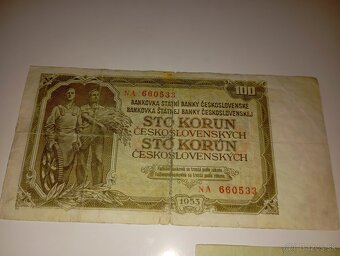 NA 660533
100
BANKOVKA STÁTNÍ BANKY ČESKOSLOVENSKÉ
BANKOVKA ŠTÁTNEJ BANKY ČESKOSLOVENSKEJ
STO KORUN
ČESKOSLOVENSKÝCH
STO KORÚN
ČESKOSLOVENSKÝCH
NA 660533
1953